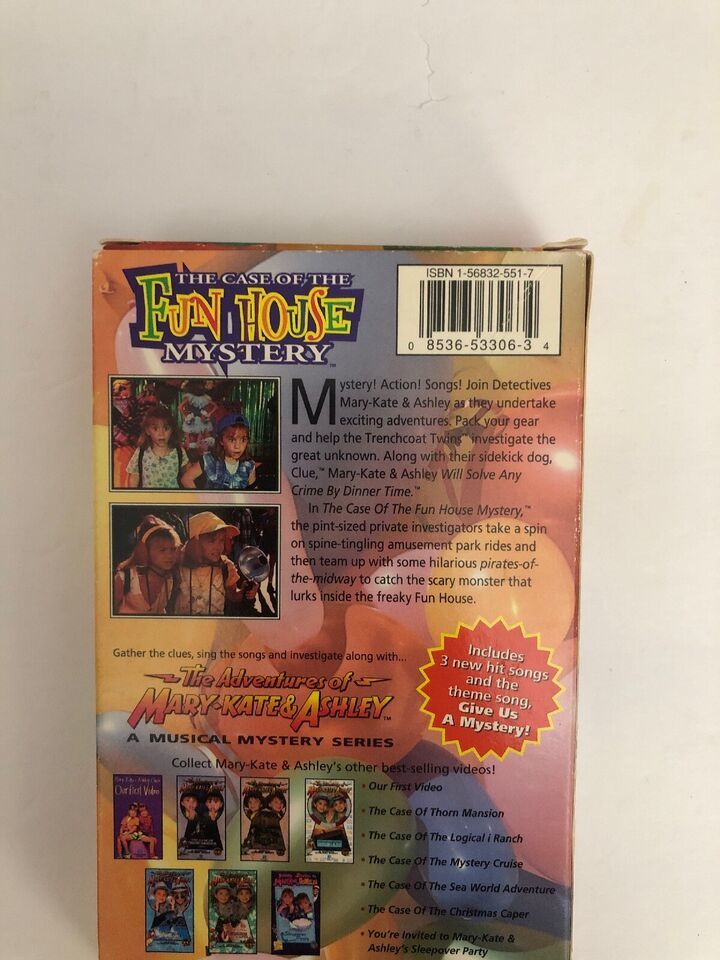 THE CASE OF THE
FUN HOUSE
MYSTERY™
ISBN 1-56832-551-7
0 8536-53306-3 4
Mystery! Action! Songs! Join Detectives
Mary-Kate & Ashley as they undertake
exciting adventures. Pack your gear
and help the Trenchcoat Twins™ investigate the
great unknown. Along with their sidekick dog,
Clue,™ Mary-Kate & Ashley Will Solve Any
Crime By Dinner Time.™
In The Case Of The Fun House Mystery,™
the pint-sized private investigators take a spin
on spine-tingling amusement park rides and
then team up with some hilarious pirates-of-
the-midway to catch the scary monster that
lurks inside the freaky Fun House.
Gather the clues, sing the songs and investigate along with...
The Adventures of
MARY-KATE & ASHLEY™
A MUSICAL MYSTERY SERIES
Includes
3 new hit songs
and the
theme song,
Give Us
A Mystery!
Collect Mary-Kate & Ashley's other best-selling videos!
Our First Video
• Our First Video
• The Case Of Thorn Mansion
• The Case Of The Logical i Ranch
• The Case Of The Mystery Cruise
• The Case Of The Sea World Adventure
• The Case Of The Christmas Caper
• You're Invited to Mary-Kate &
Ashley's Sleepover Party